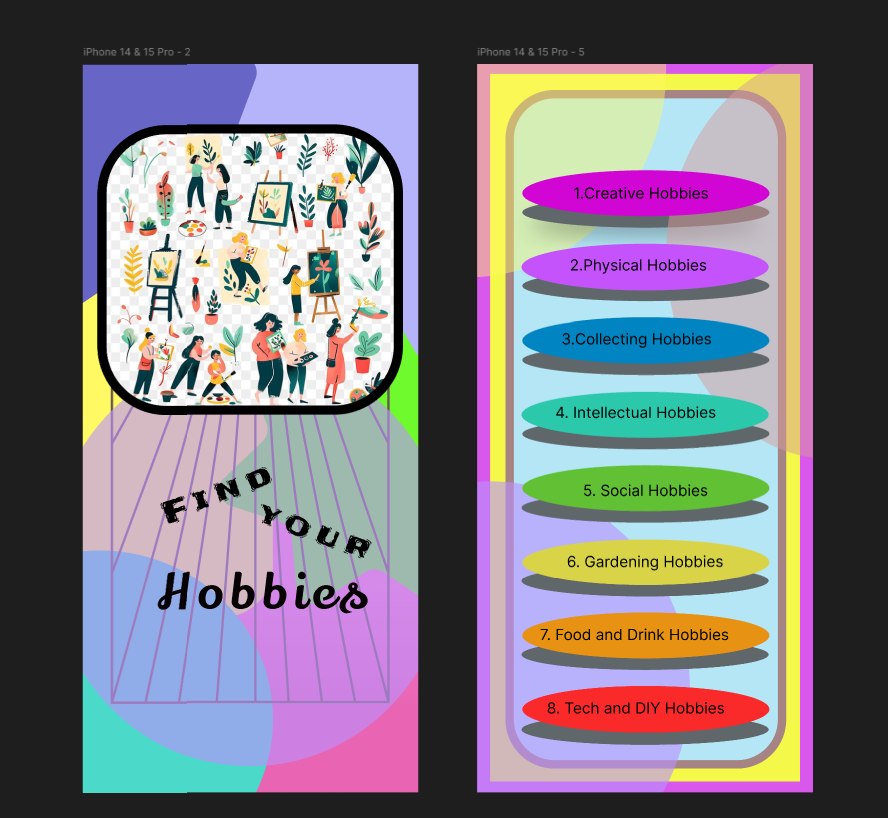 iPhone 14 & 15 Pro - 2
FIND
YOUR
Hobbies
iPhone 14 & 15 Pro - 5
1.Creative Hobbies
2.Physical Hobbies
3.Collecting Hobbies
4. Intellectual Hobbies
5. Social Hobbies
6. Gardening Hobbies
7. Food and Drink Hobbies
8. Tech and DIY Hobbies